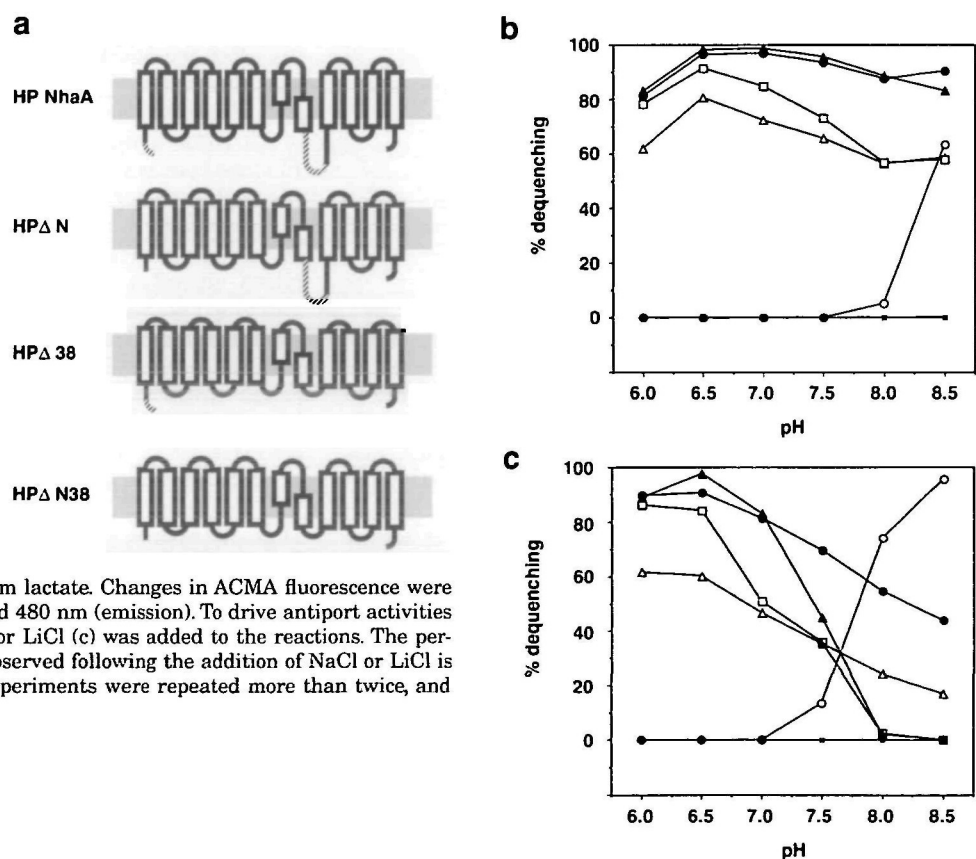 a
HP NhaA
HPΔ N
HPΔ 38
HPΔ N38
m lactate. Changes in ACMA fluorescence were
d 480 nm (emission). To drive antiport activities
or LiCl (c) was added to the reactions. The per-
bserved following the addition of NaCl or LiCl is
xperiments were repeated more than twice, and
b
% dequenching
100
80
60
40
20
0
6.0 6.5 7.0 7.5 8.0 8.5
pH
c
% dequenching
100
80
60
40
20
0
6.0 6.5 7.0 7.5 8.0 8.5
pH